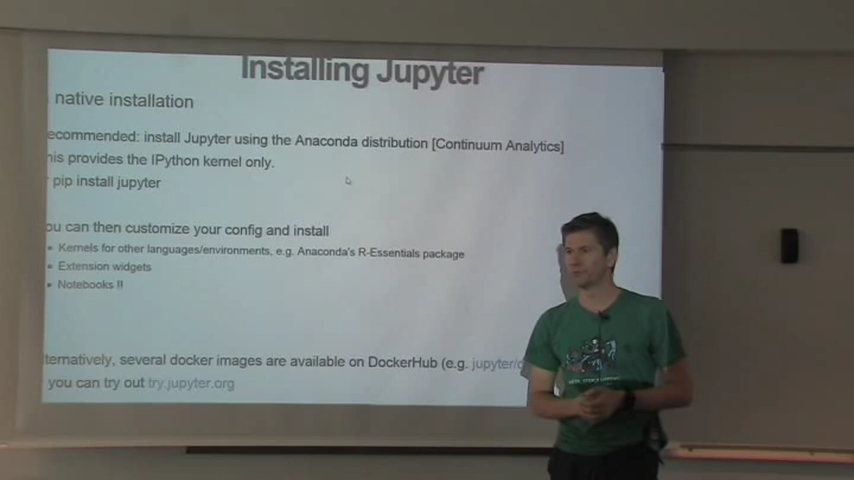 Installing Jupyter
native installation
ecommended: install Jupyter using the Anaconda distribution [Continuum Analytics]
his provides the IPython kernel only.
pip install jupyter
ou can then customize your config and install
Kernels for other languages/environments, e.g. Anaconda's R-Essentials package
Extension widgets
Notebooks !!
lternatively, several docker images are available on DockerHub (e.g. jupyter/
you can try out try.jupyter.org